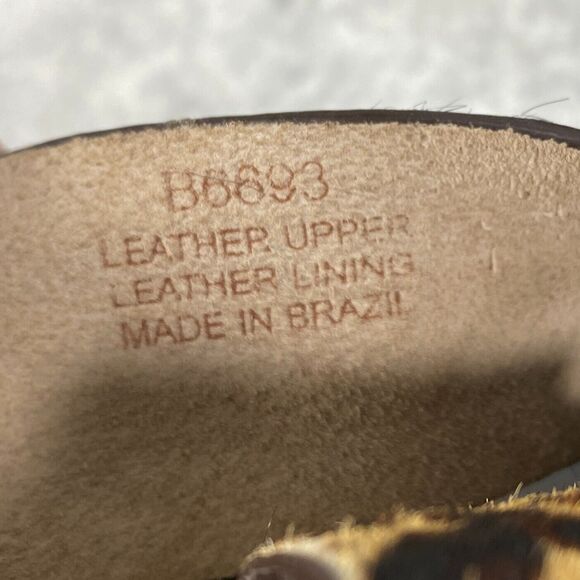 B6693
LEATHER UPPER
LEATHER LINING
MADE IN BRAZIL